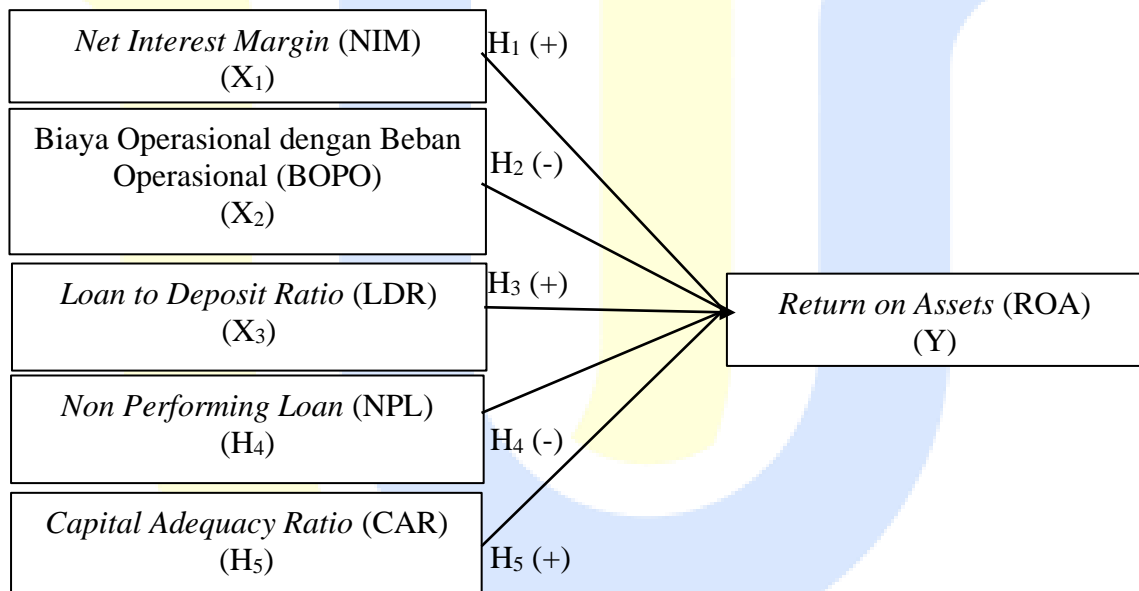 Net Interest Margin (NIM)
(X₁)
H₁ (+)
Biaya Operasional dengan Beban
Operasional (BOPO)
(X₂)
H₂ (-)
Loan to Deposit Ratio (LDR)
(X₃)
H₃ (+)
Non Performing Loan (NPL)
(H₄)
H₄ (-)
Capital Adequacy Ratio (CAR)
(H₅)
H₅ (+)
Return on Assets (ROA)
(Y)